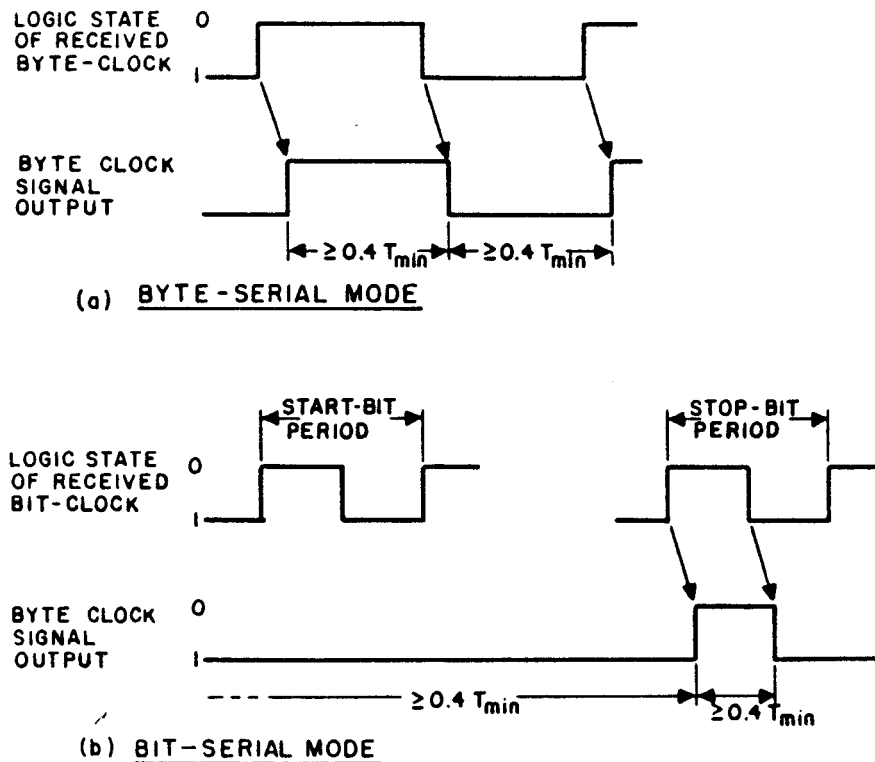 LOGIC STATE
OF RECEIVED
BYTE-CLOCK
0
1
BYTE CLOCK
SIGNAL
OUTPUT
≥0.4 Tmin
≥0.4 Tmin
(a) BYTE-SERIAL MODE
START-BIT
PERIOD
STOP-BIT
PERIOD
LOGIC STATE
OF RECEIVED
BIT-CLOCK
0
1
BYTE CLOCK
SIGNAL
OUTPUT
0
1
≥0.4 Tmin
≥0.4 Tmin
(b) BIT-SERIAL MODE